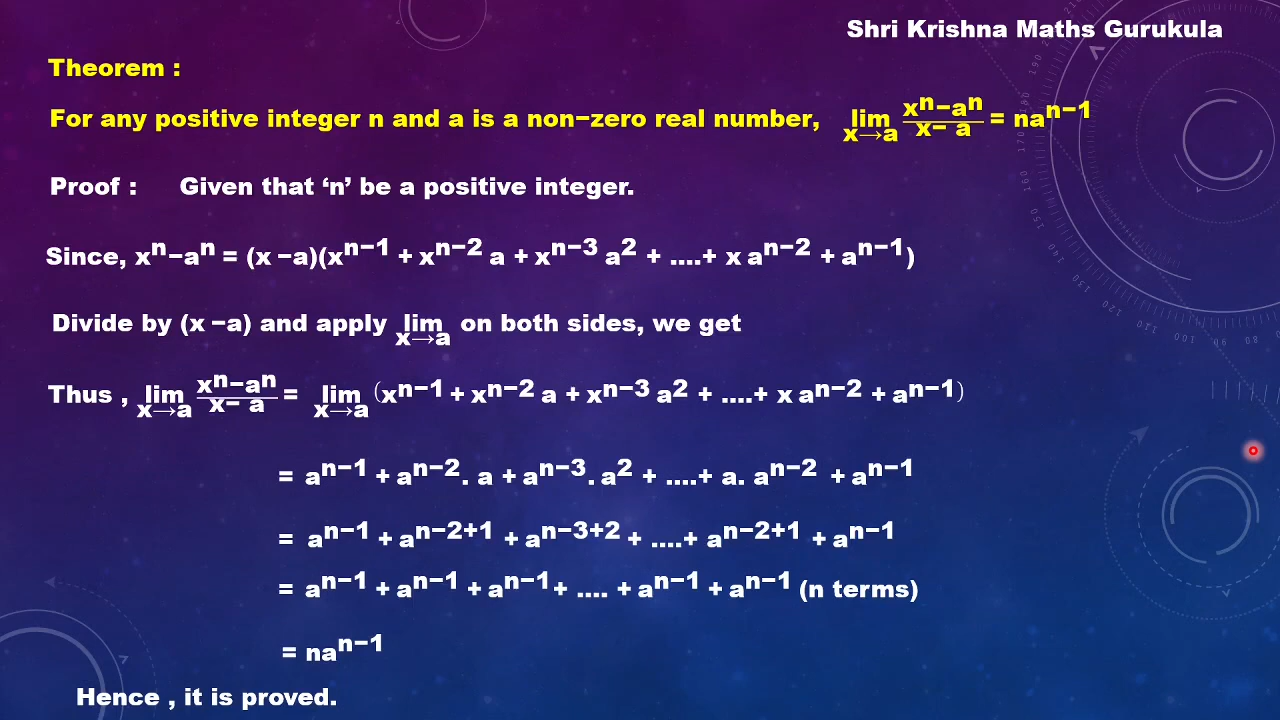 Shri Krishna Maths Gurukula
Theorem :
For any positive integer n and a is a non−zero real number, lim x→a (xⁿ−aⁿ)/(x− a) = naⁿ⁻¹
Proof : Given that ‘n’ be a positive integer.
Since, xⁿ−aⁿ = (x −a)(xⁿ⁻¹ + xⁿ⁻² a + xⁿ⁻³ a² + ....+ x aⁿ⁻² + aⁿ⁻¹)
Divide by (x −a) and apply lim x→a on both sides, we get
Thus , lim x→a (xⁿ−aⁿ)/(x− a) = lim x→a (xⁿ⁻¹ + xⁿ⁻² a + xⁿ⁻³ a² + ....+ x aⁿ⁻² + aⁿ⁻¹)
= aⁿ⁻¹ + aⁿ⁻². a + aⁿ⁻³. a² + ....+ a. aⁿ⁻² + aⁿ⁻¹
= aⁿ⁻¹ + aⁿ⁻²⁺¹ + aⁿ⁻³⁺² + ....+ aⁿ⁻²⁺¹ + aⁿ⁻¹
= aⁿ⁻¹ + aⁿ⁻¹ + aⁿ⁻¹+ .... + aⁿ⁻¹ + aⁿ⁻¹ (n terms)
= naⁿ⁻¹
Hence , it is proved.